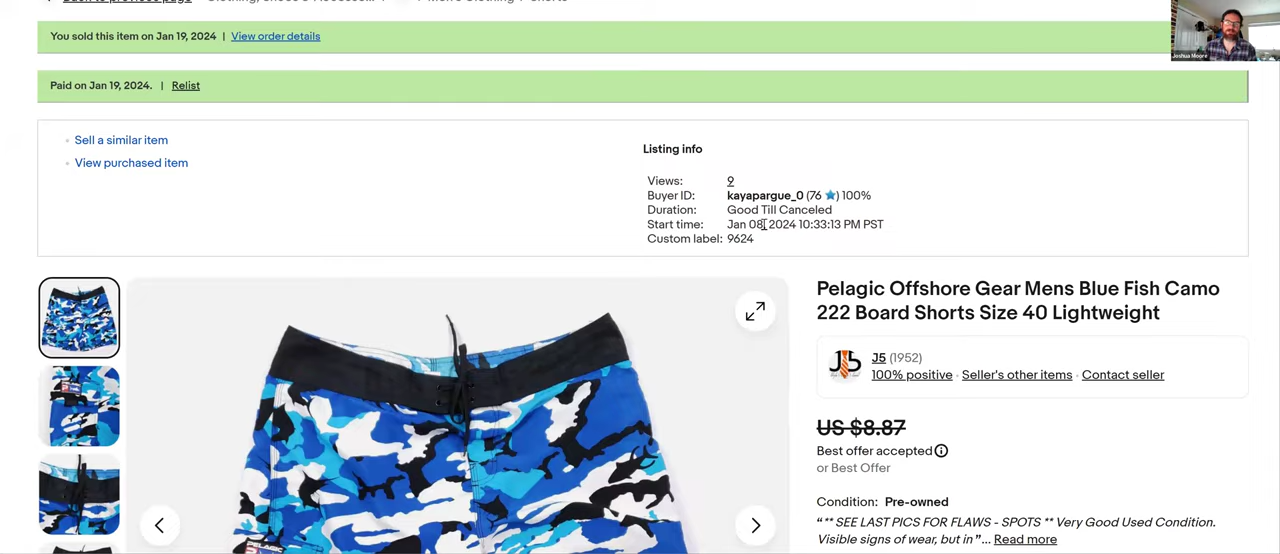 You sold this item on Jan 19, 2024 | View order details
Joshua Moore
Paid on Jan 19, 2024. | Relist
Sell a similar item
View purchased item
Listing info
Views: 9
Buyer ID: kayapargue_0 (76 ) 100%
Duration: Good Till Canceled
Start time: Jan 08, 2024 10:33:13 PM PST
Custom label: 9624
Pelagic Offshore Gear Mens Blue Fish Camo
222 Board Shorts Size 40 Lightweight
J5
J5 (1952)
100% positive · Seller's other items · Contact seller
US $8.87
Best offer accepted
or Best Offer
Condition: Pre-owned
“** SEE LAST PICS FOR FLAWS - SPOTS ** Very Good Used Condition.
Visible signs of wear, but in”... Read more
PELAGIC